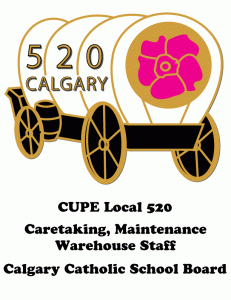 520
CALGARY
CUPE Local 520
Caretaking, Maintenance
Warehouse Staff
Calgary Catholic School Board